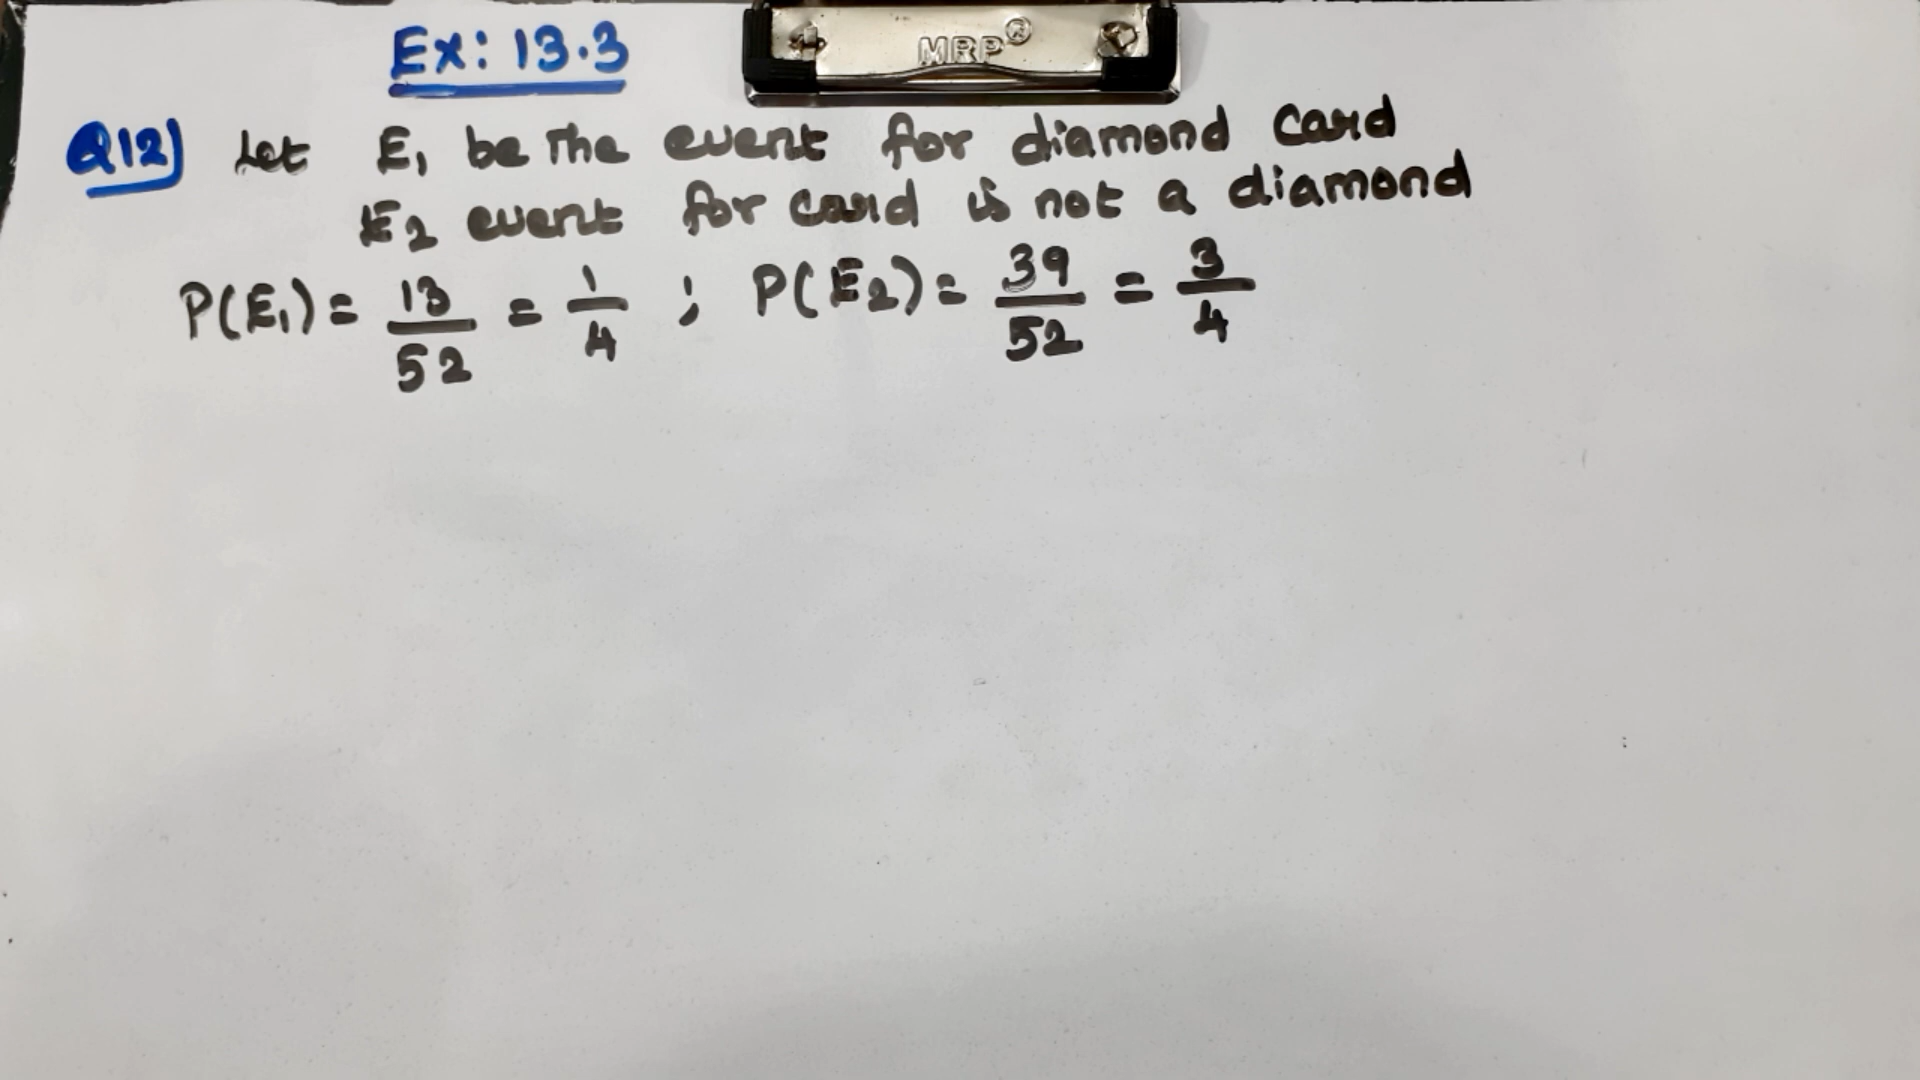 Ex: 13.3
MRP®
Q12) Let E₁ be the event for diamond card
E₂ event for card is not a diamond
P(E₁) = 13/52 = 1/4 ; P(E₂) = 39/52 = 3/4